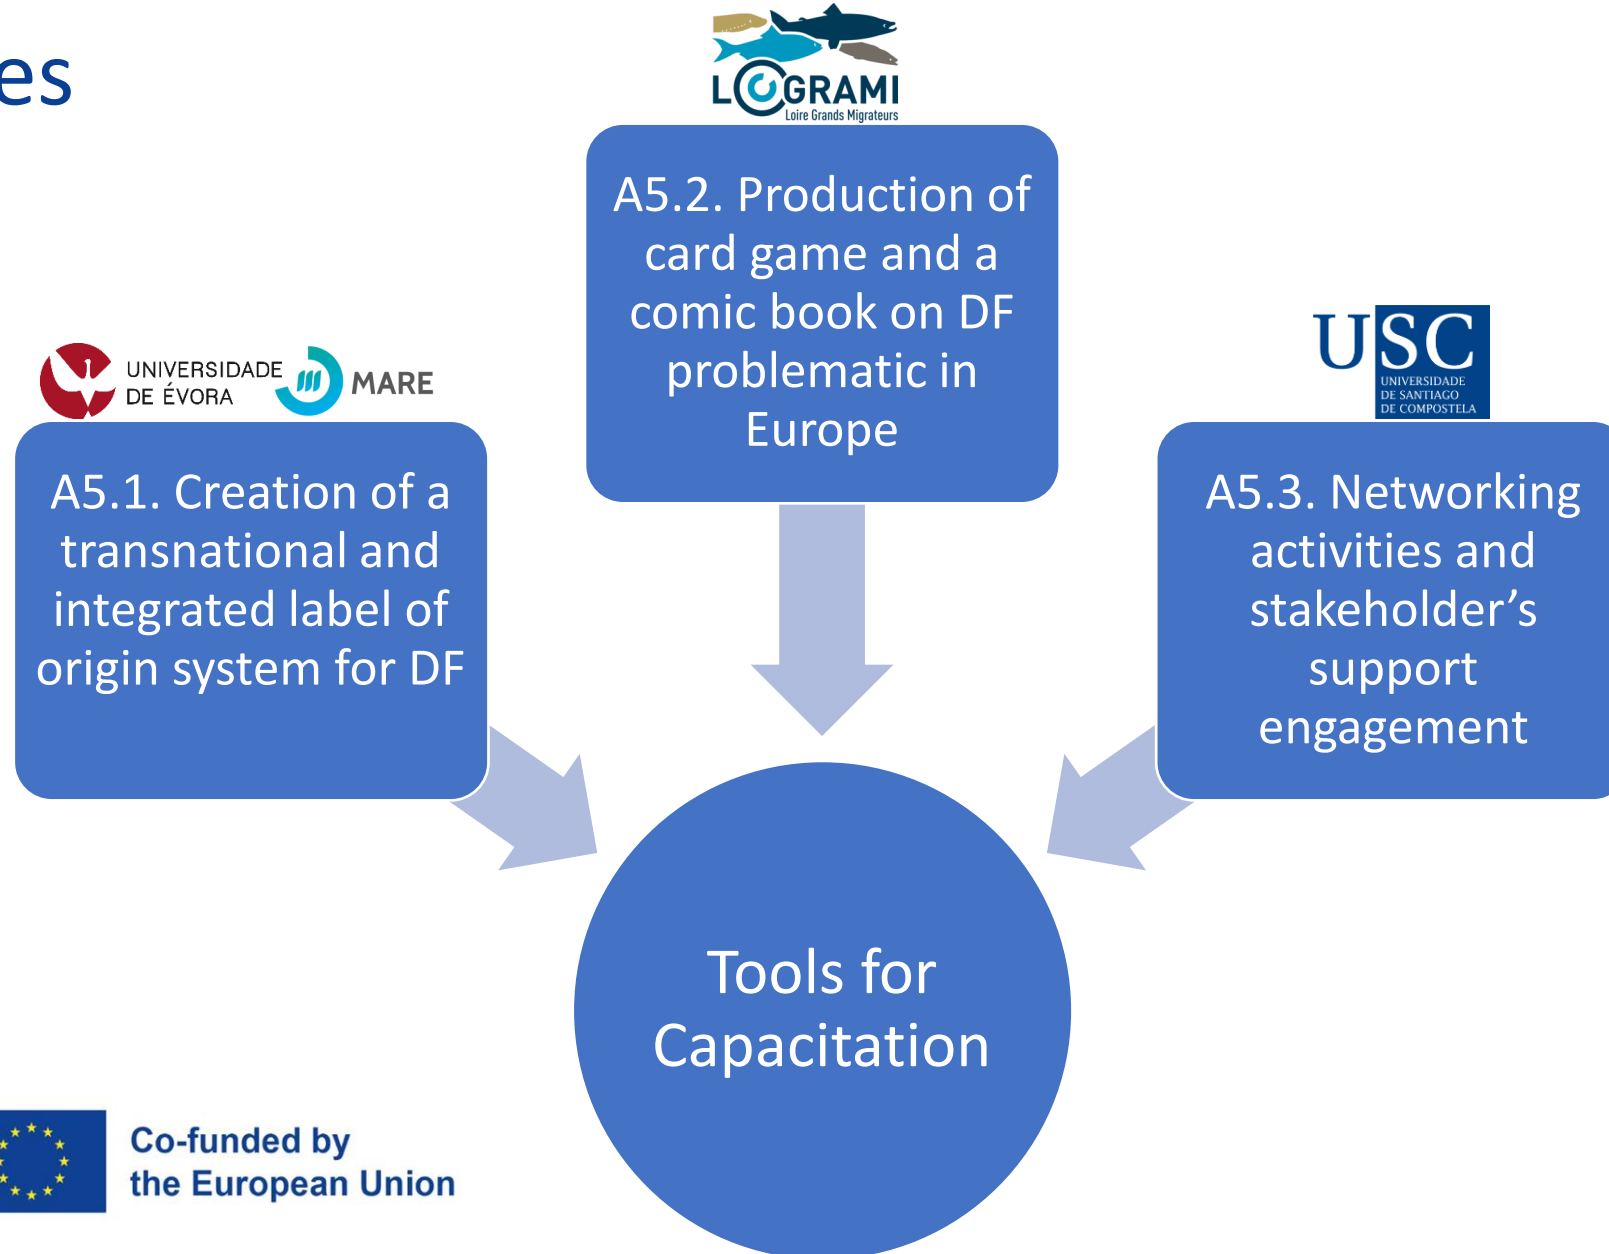 es
LOGRAMI
Loire Grands Migrateurs
A5.2. Production of
card game and a
comic book on DF
problematic in
Europe
UNIVERSIDADE
DE ÉVORA
MARE
A5.1. Creation of a
transnational and
integrated label of
origin system for DF
USC
UNIVERSIDADE
DE SANTIAGO
DE COMPOSTELA
A5.3. Networking
activities and
stakeholder’s
support
engagement
Tools for
Capacitation
Co-funded by
the European Union